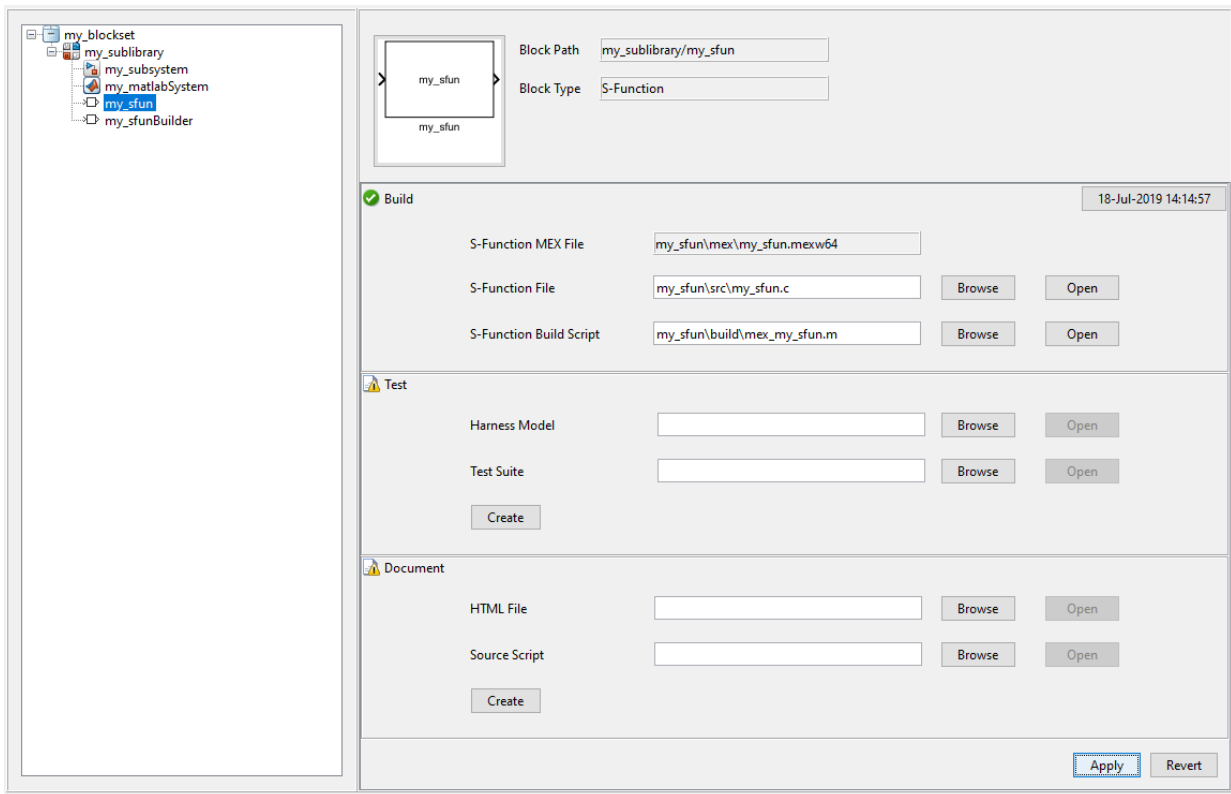 my_blockset
my_sublibrary
my_subsystem
my_matlabSystem
my_sfun
my_sfunBuilder
my_sfun
my_sfun
Block Path my_sublibrary/my_sfun
Block Type S-Function
Build 18-Jul-2019 14:14:57
S-Function MEX File my_sfun\mex\my_sfun.mexw64
S-Function File my_sfun\src\my_sfun.c Browse Open
S-Function Build Script my_sfun\build\mex_my_sfun.m Browse Open
Test
Harness Model Browse Open
Test Suite Browse Open
Create
Document
HTML File Browse Open
Source Script Browse Open
Create
Apply Revert